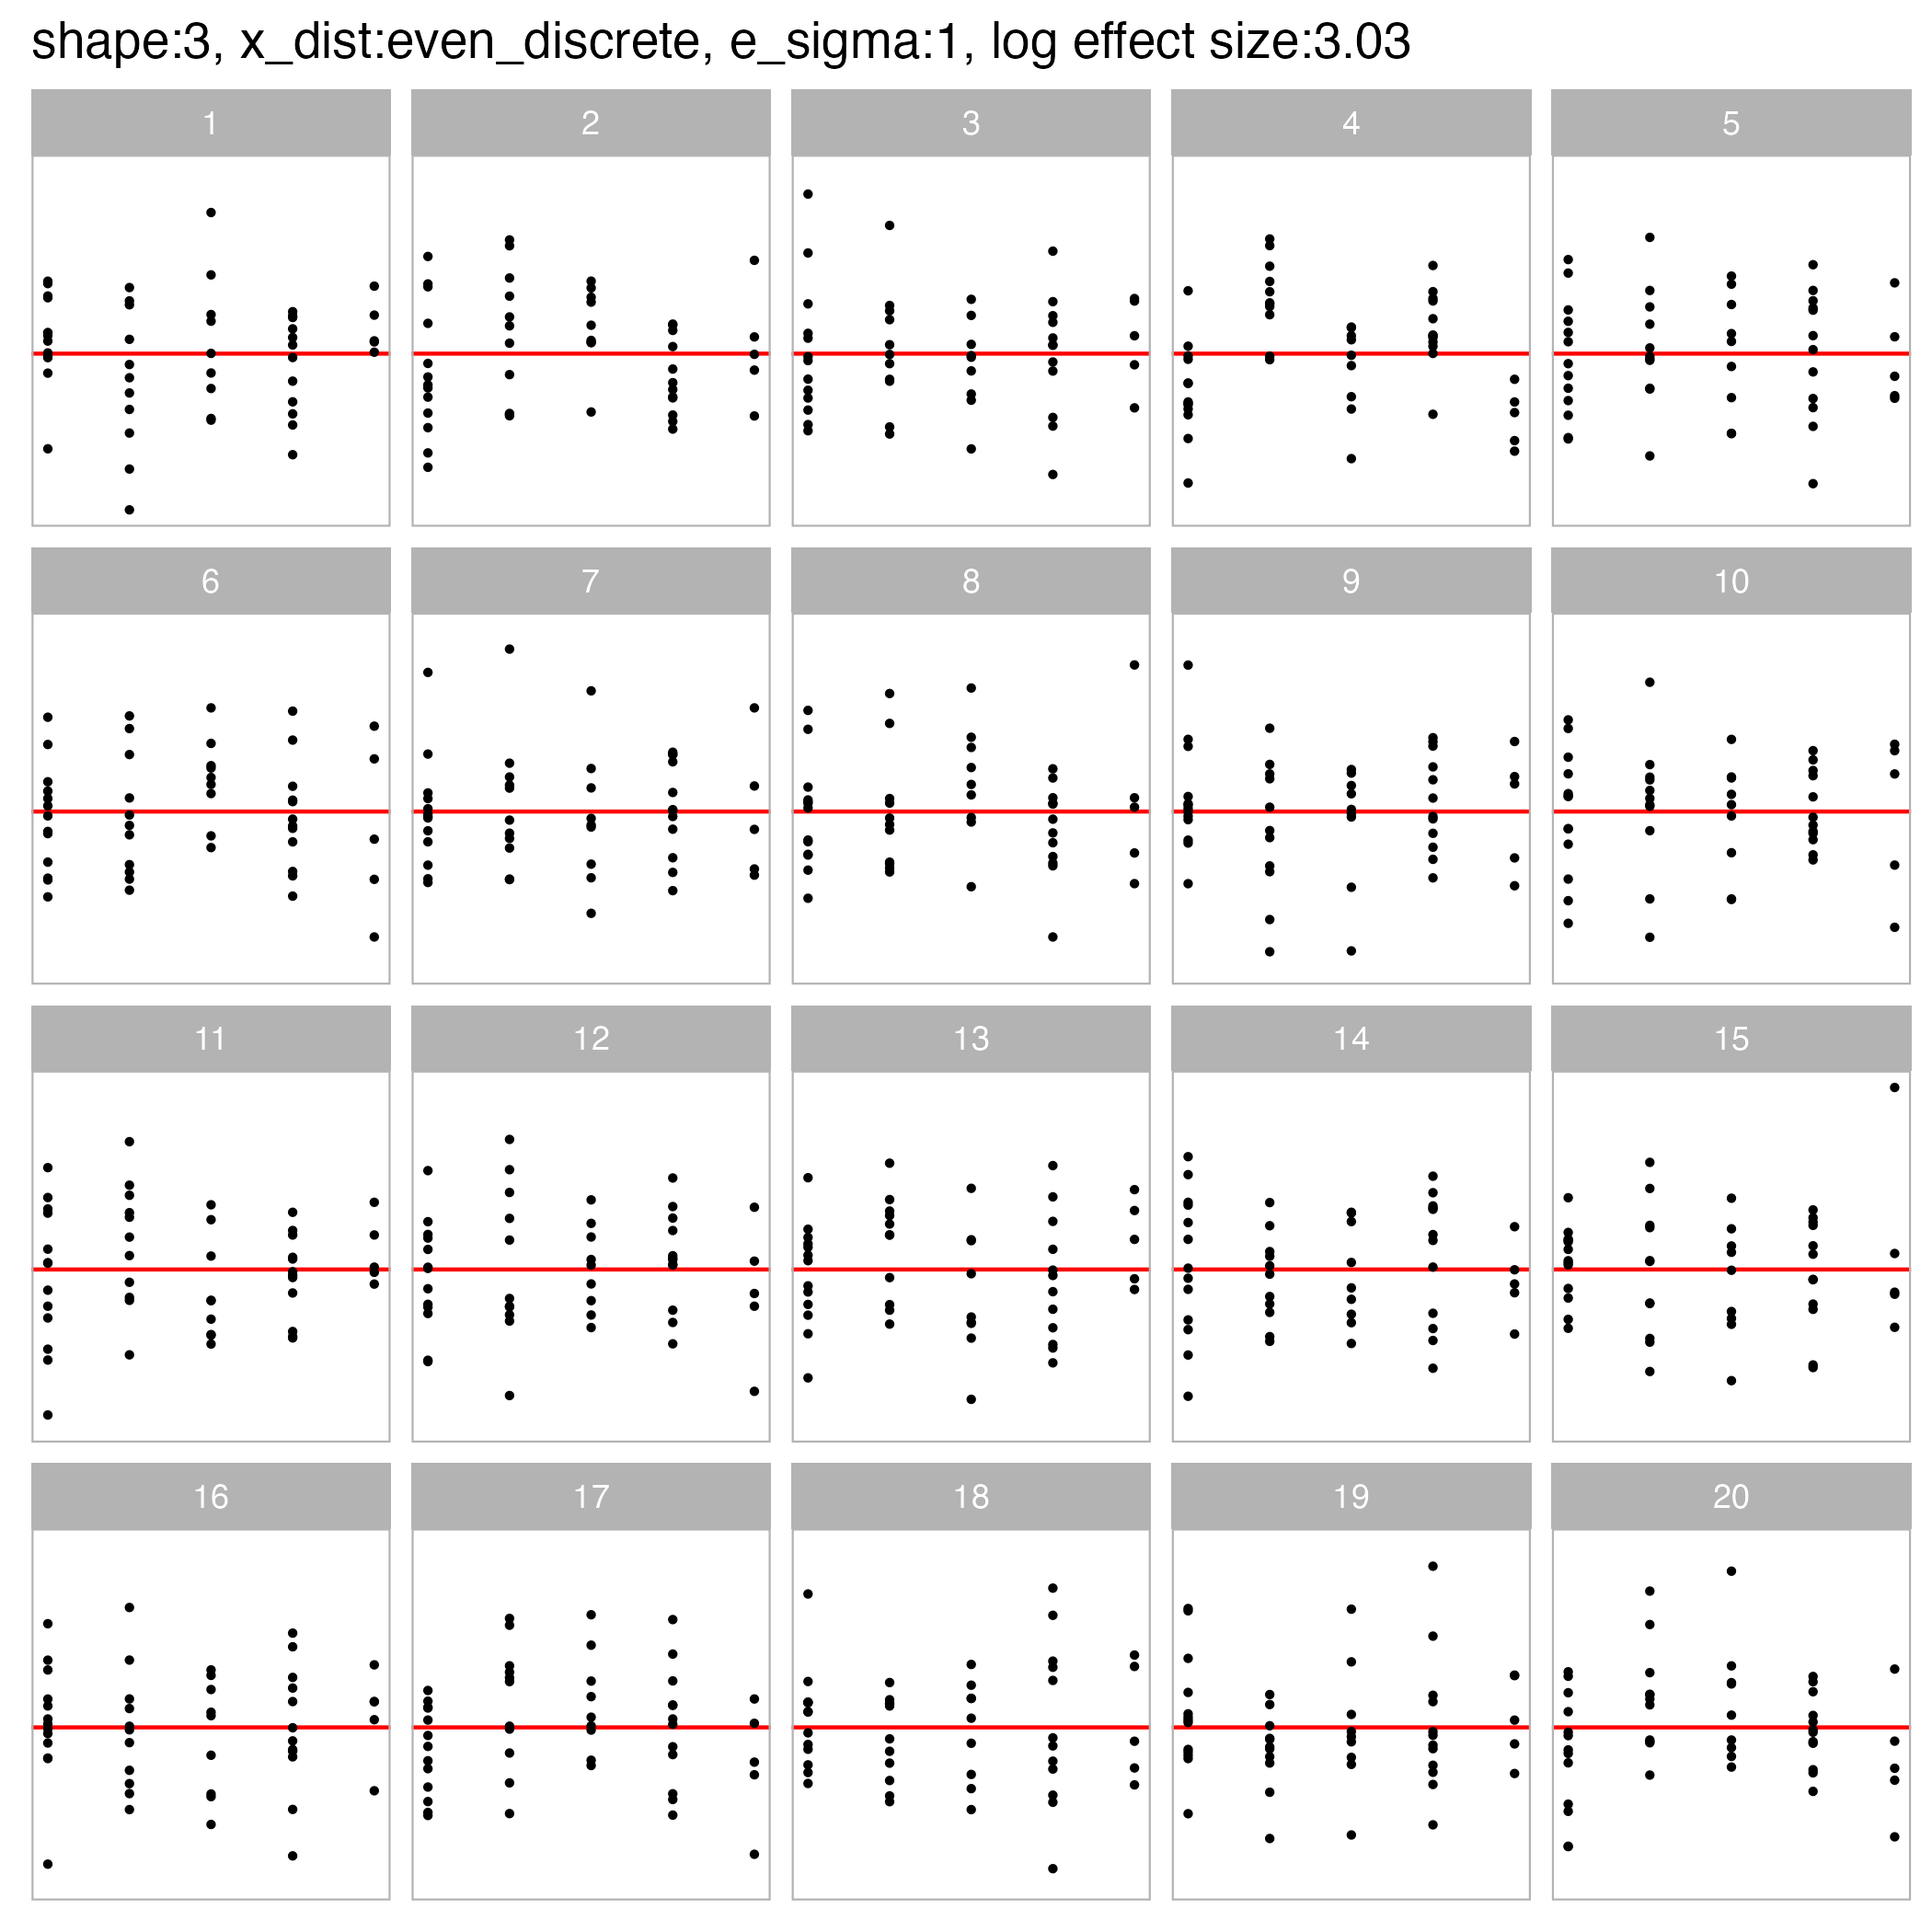 shape:3, x_dist:even_discrete, e_sigma:1, log effect size:3.03
1 2 3 4 5
6 7 8 9 10
11 12 13 14 15
16 17 18 19 20